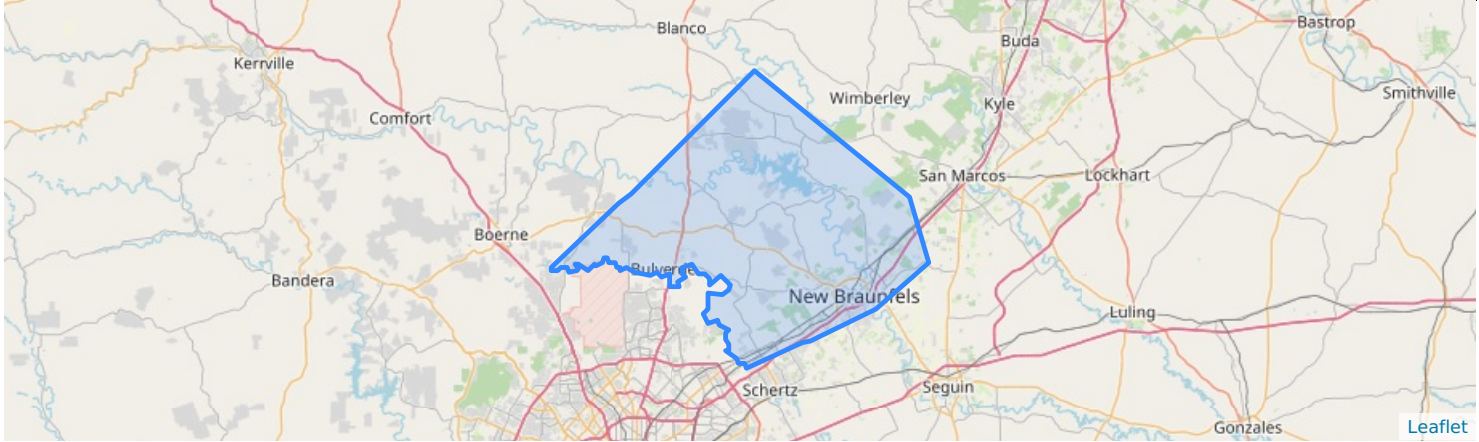 Blanco
Bastrop
Buda
Kerrville
Smithville
Wimberley
Kyle
Comfort
San Marcos
Lockhart
Boerne
Bulverde
Bandera
New Braunfels
Luling
Schertz
Seguin
Gonzales
Leaflet